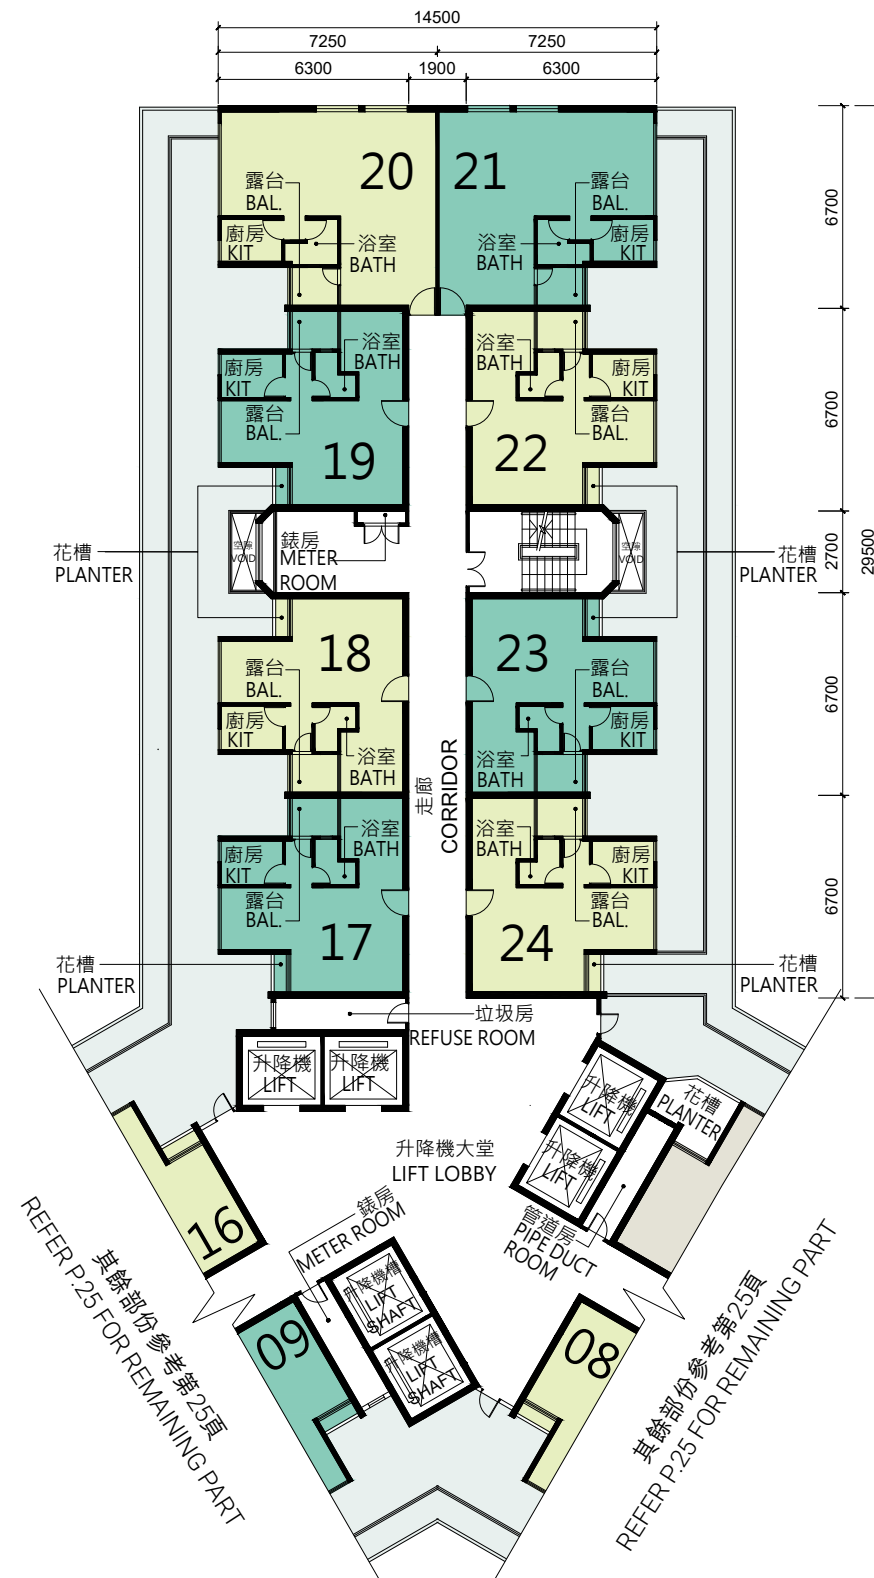 14500
7250
7250
6300
1900
6300
20
21
露台
BAL.
露台
BAL.
廚房
KIT
浴室
BATH
浴室
BATH
廚房
KIT
6700
浴室
BATH
浴室
BATH
廚房
KIT
廚房
KIT
露台
BAL.
露台
BAL.
19
22
6700
花槽
PLANTER
空隙
VOID
錶房
METER
ROOM
空隙
VOID
花槽
PLANTER
2700
29500
18
23
露台
BAL.
露台
BAL.
廚房
KIT
廚房
KIT
浴室
BATH
浴室
BATH
6700
走廊
CORRIDOR
浴室
BATH
浴室
BATH
廚房
KIT
廚房
KIT
露台
BAL.
露台
BAL.
17
24
6700
花槽
PLANTER
花槽
PLANTER
垃圾房
REFUSE ROOM
升降機
LIFT
升降機
LIFT
升降機
LIFT
花槽
PLANTER
升降機
LIFT
升降機大堂
LIFT LOBBY
16
錶房
METER ROOM
管道房
PIPE DUCT
ROOM
其餘部份參考第25頁
REFER P.25 FOR REMAINING PART
升降機槽
LIFT
SHAFT
升降機槽
LIFT
SHAFT
09
08
其餘部份參考第25頁
REFER P.25 FOR REMAINING PART